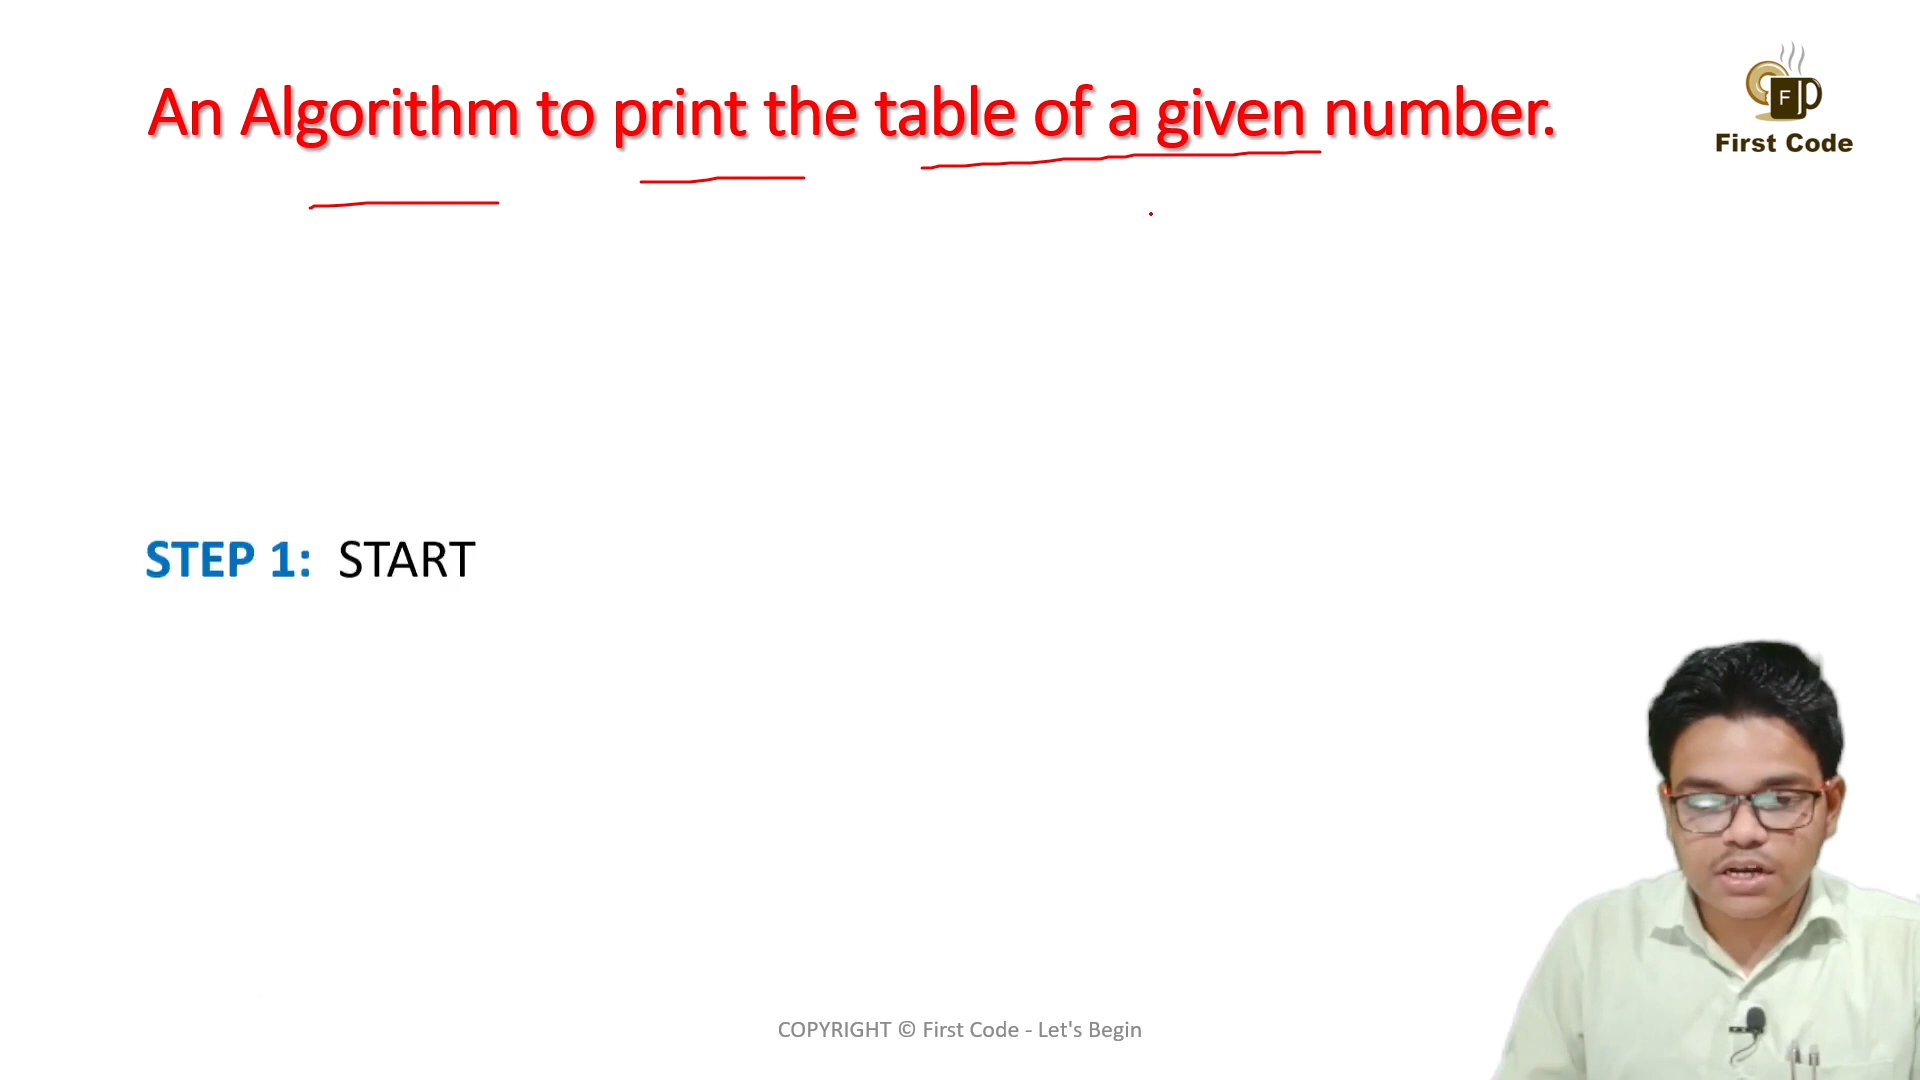 An Algorithm to print the table of a given number.
FJD
First Code
STEP 1: START
COPYRIGHT © First Code - Let's Begin